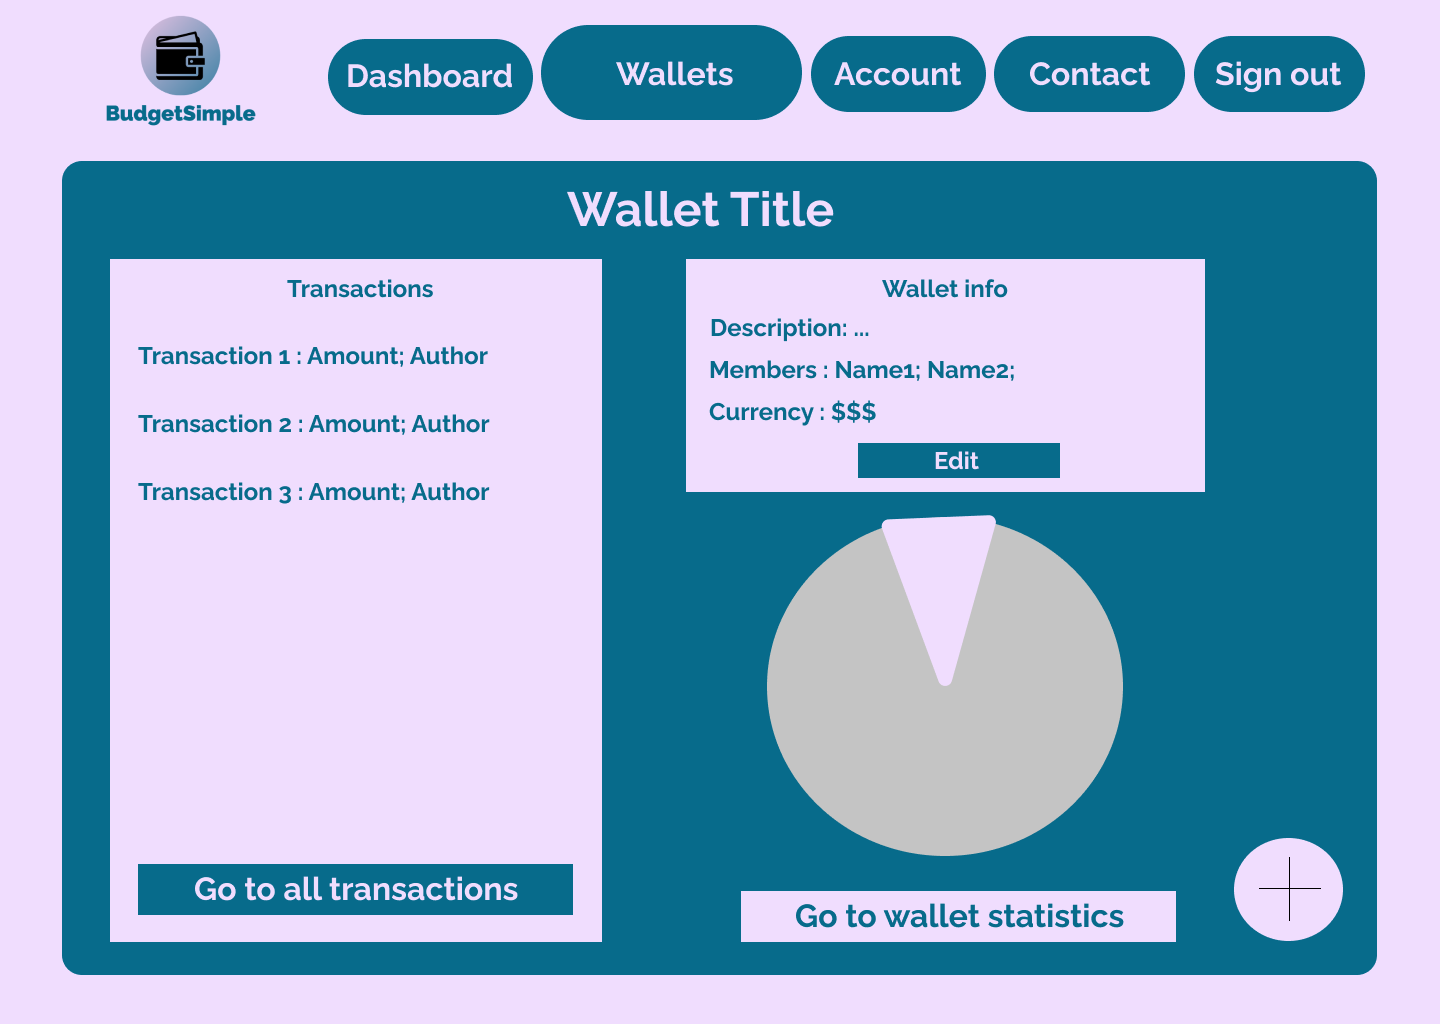 BudgetSimple
Dashboard
Wallets
Account
Contact
Sign out
Wallet Title
Transactions
Transaction 1 : Amount; Author
Transaction 2 : Amount; Author
Transaction 3 : Amount; Author
Go to all transactions
Wallet info
Description: ...
Members : Name1; Name2;
Currency : $$$
Edit
Go to wallet statistics